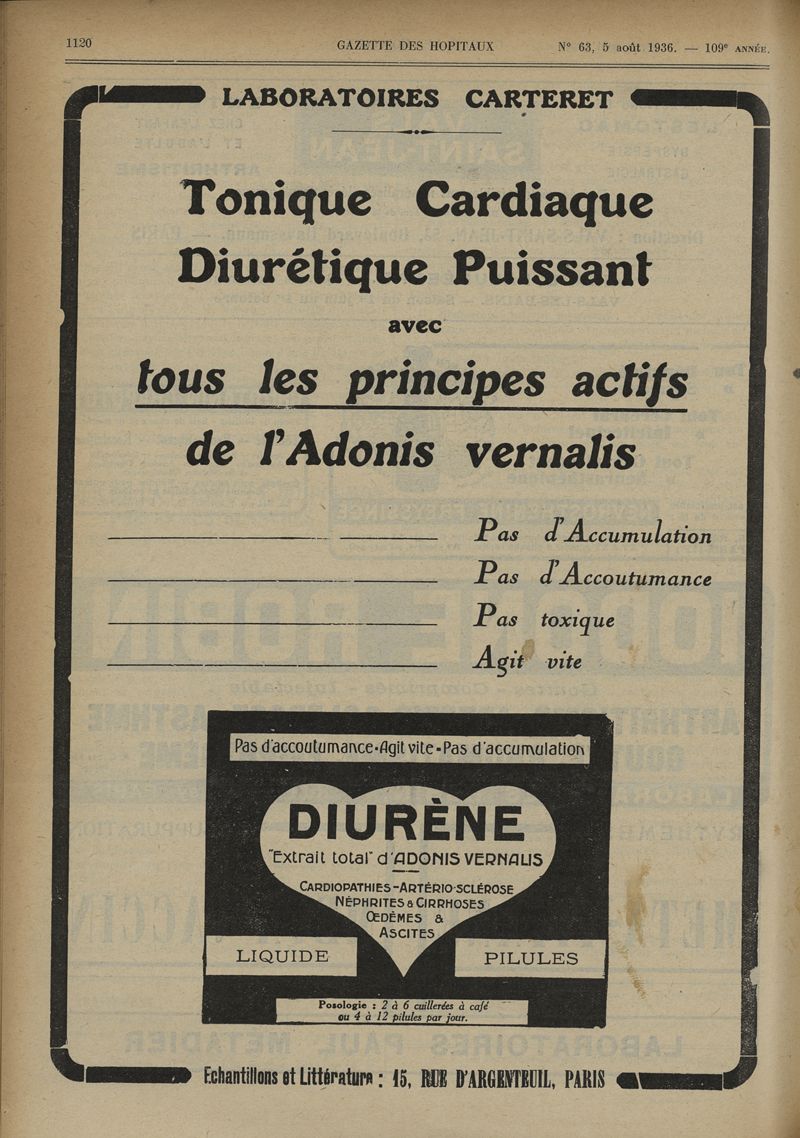 1120
GAZETTE DES HOPITAUX
N° 63, 5 août 1936. — 109e ANNÉE.
LABORATOIRES CARTERET
Tonique Cardiaque
Diurétique Puissant
avec
tous les principes actifs
de l'Adonis vernalis
Pas d'Accumulation
Pas d'Accoutumance
Pas toxique
Agit vite
Pas d'accoutumance-Agit vite-Pas d'accumulation
DIURÈNE
"Extrait total" d'ADONIS VERNALIS
CARDIOPATHIES-ARTÉRIO-SCLÉROSE
NÉPHRITES & CIRRHOSES
ŒDÈMES &
ASCITES
LIQUIDE
PILULES
Posologie : 2 à 6 cuillerées à café
ou 4 à 12 pilules par jour.
Echantillons et Littérature : 15, RUE D'ARGENTEUIL, PARIS